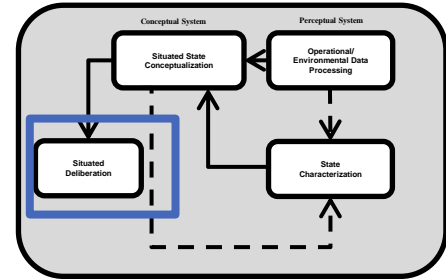 Conceptual System
Perceptual System
Situated State
Conceptualization
Operational/
Environmental Data
Processing
Situated
Deliberation
State
Characterization